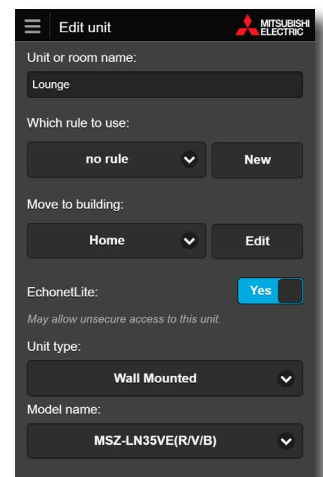 Edit unit
MITSUBISHI
ELECTRIC
Unit or room name:
Lounge
Which rule to use:
no rule
New
Move to building:
Home
Edit
EchonetLite:
Yes
May allow unsecure access to this unit.
Unit type:
Wall Mounted
Model name:
MSZ-LN35VE(R/V/B)